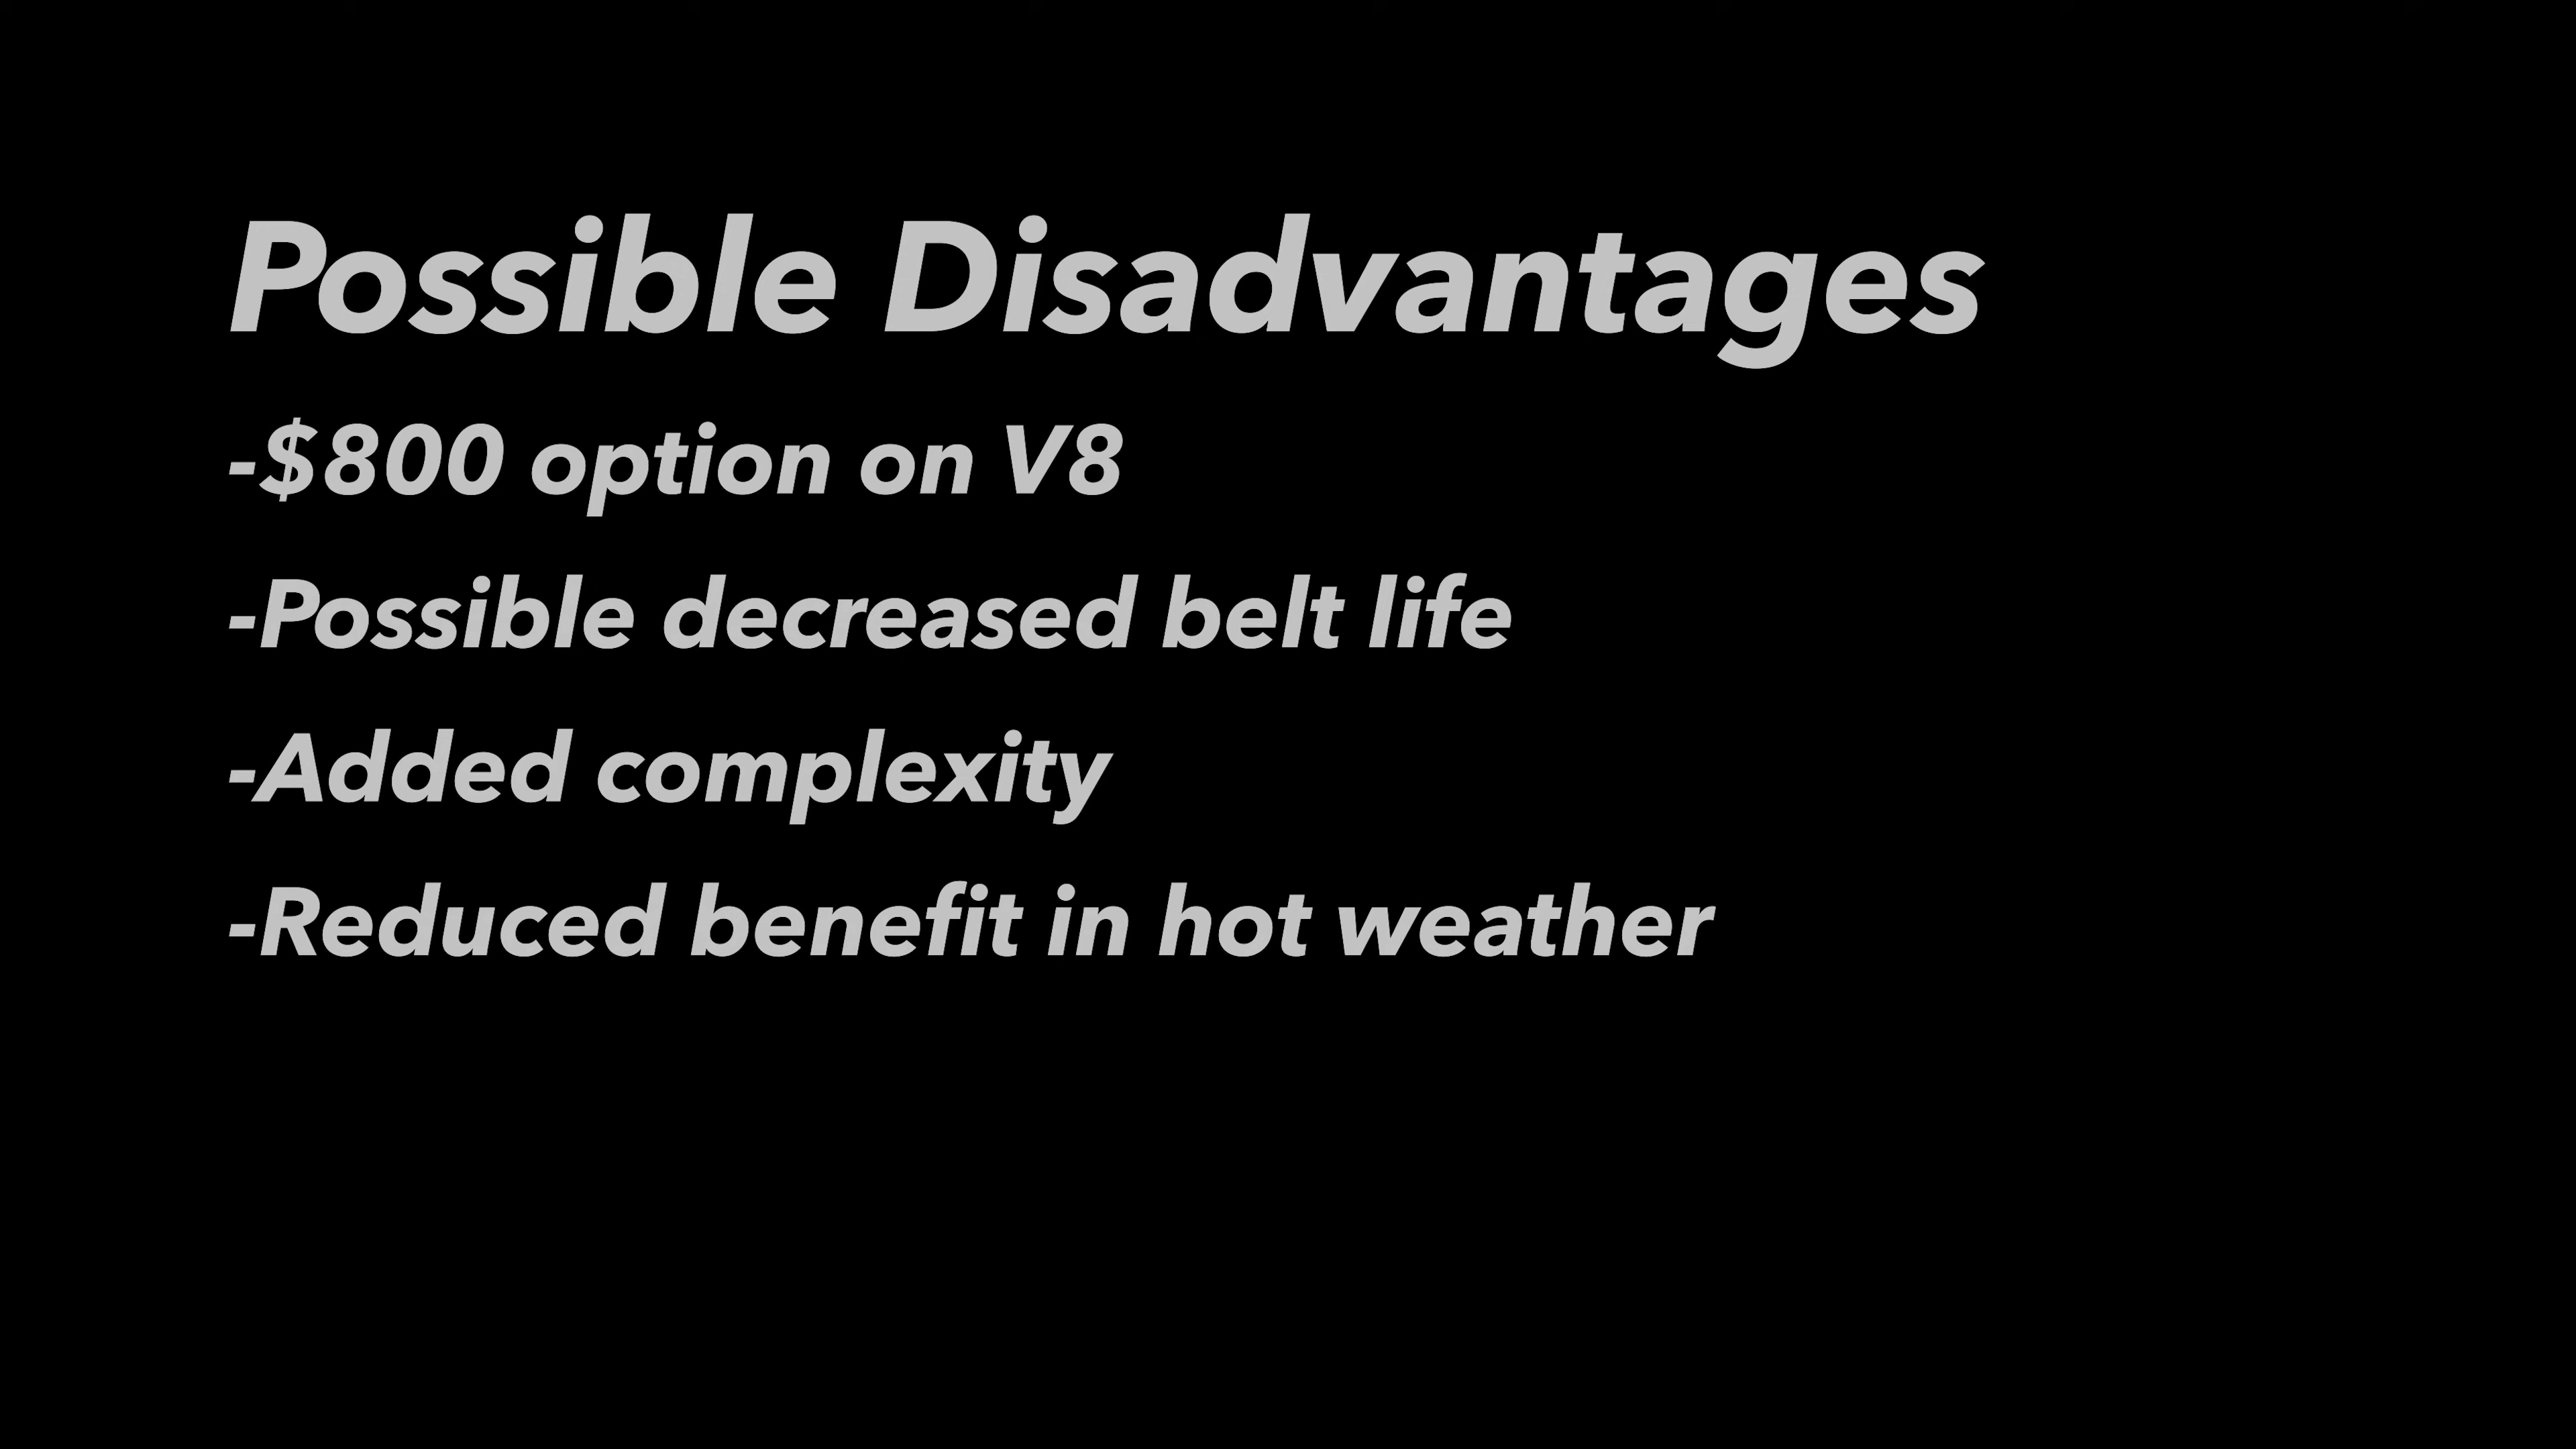 Possible Disadvantages
-$800 option on V8
-Possible decreased belt life
-Added complexity
-Reduced benefit in hot weather